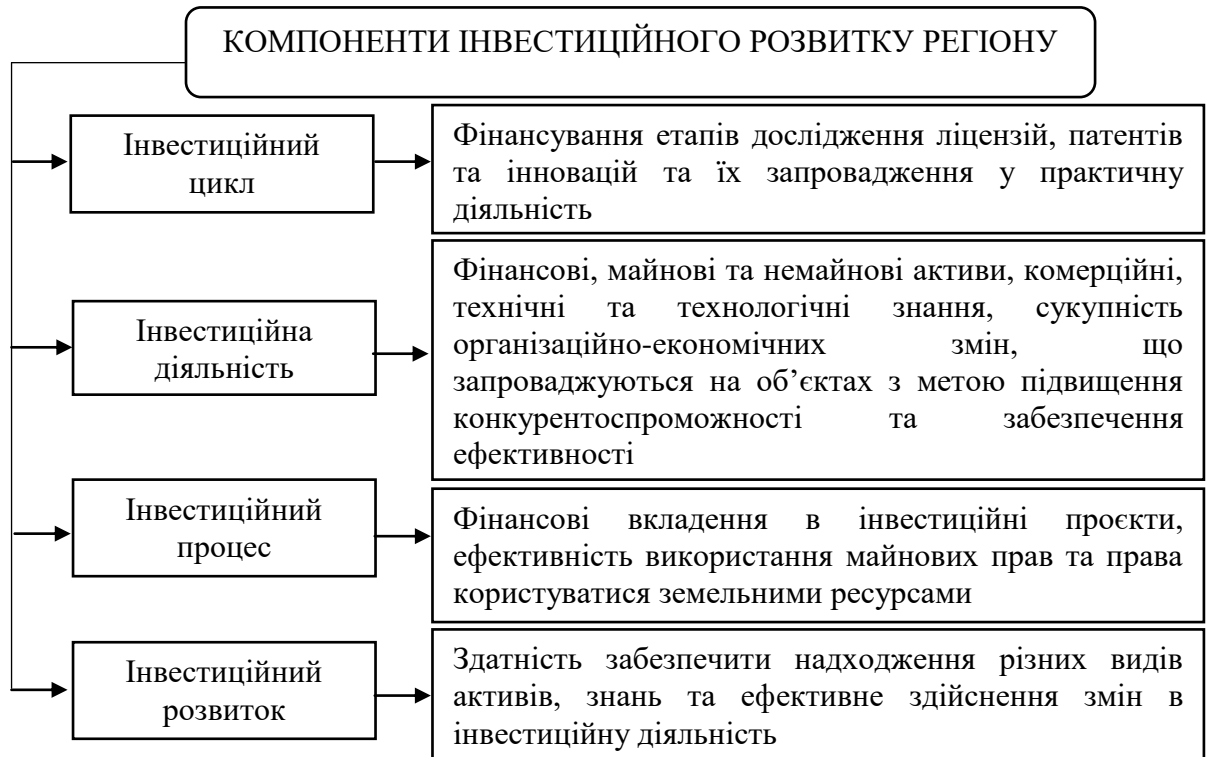 КОМПОНЕНТИ ІНВЕСТИЦІЙНОГО РОЗВИТКУ РЕГІОНУ
Інвестиційний
цикл
Фінансування етапів дослідження ліцензій, патентів
та інновацій та їх запровадження у практичну
діяльність
Інвестиційна
діяльність
Фінансові, майнові та немайнові активи, комерційні,
технічні та технологічні знання, сукупність
організаційно-економічних змін, що
запроваджуються на об’єктах з метою підвищення
конкурентоспроможності та забезпечення
ефективності
Інвестиційний
процес
Фінансові вкладення в інвестиційні проєкти,
ефективність використання майнових прав та права
користуватися земельними ресурсами
Інвестиційний
розвиток
Здатність забезпечити надходження різних видів
активів, знань та ефективне здійснення змін в
інвестиційну діяльність